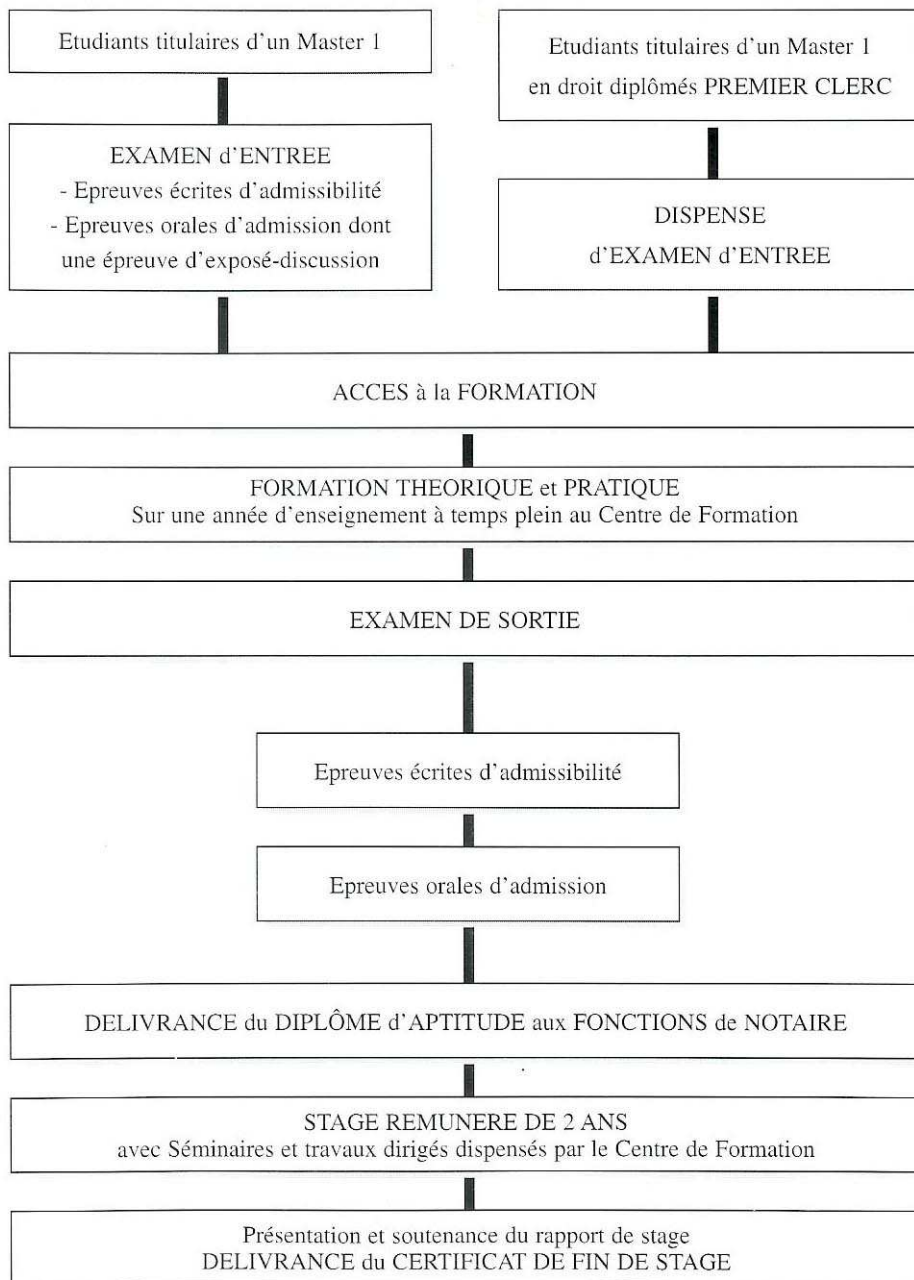 Etudiants titulaires d'un Master 1
Etudiants titulaires d'un Master 1
en droit diplômés PREMIER CLERC
EXAMEN d'ENTREE
- Epreuves écrites d'admissibilité
- Epreuves orales d'admission dont
une épreuve d'exposé-discussion
DISPENSE
d'EXAMEN d'ENTREE
ACCES à la FORMATION
FORMATION THEORIQUE et PRATIQUE
Sur une année d'enseignement à temps plein au Centre de Formation
EXAMEN DE SORTIE
Epreuves écrites d'admissibilité
Epreuves orales d'admission
DELIVRANCE du DIPLÔME d'APTITUDE aux FONCTIONS de NOTAIRE
STAGE REMUNERE DE 2 ANS
avec Séminaires et travaux dirigés dispensés par le Centre de Formation
Présentation et soutenance du rapport de stage
DELIVRANCE du CERTIFICAT DE FIN DE STAGE